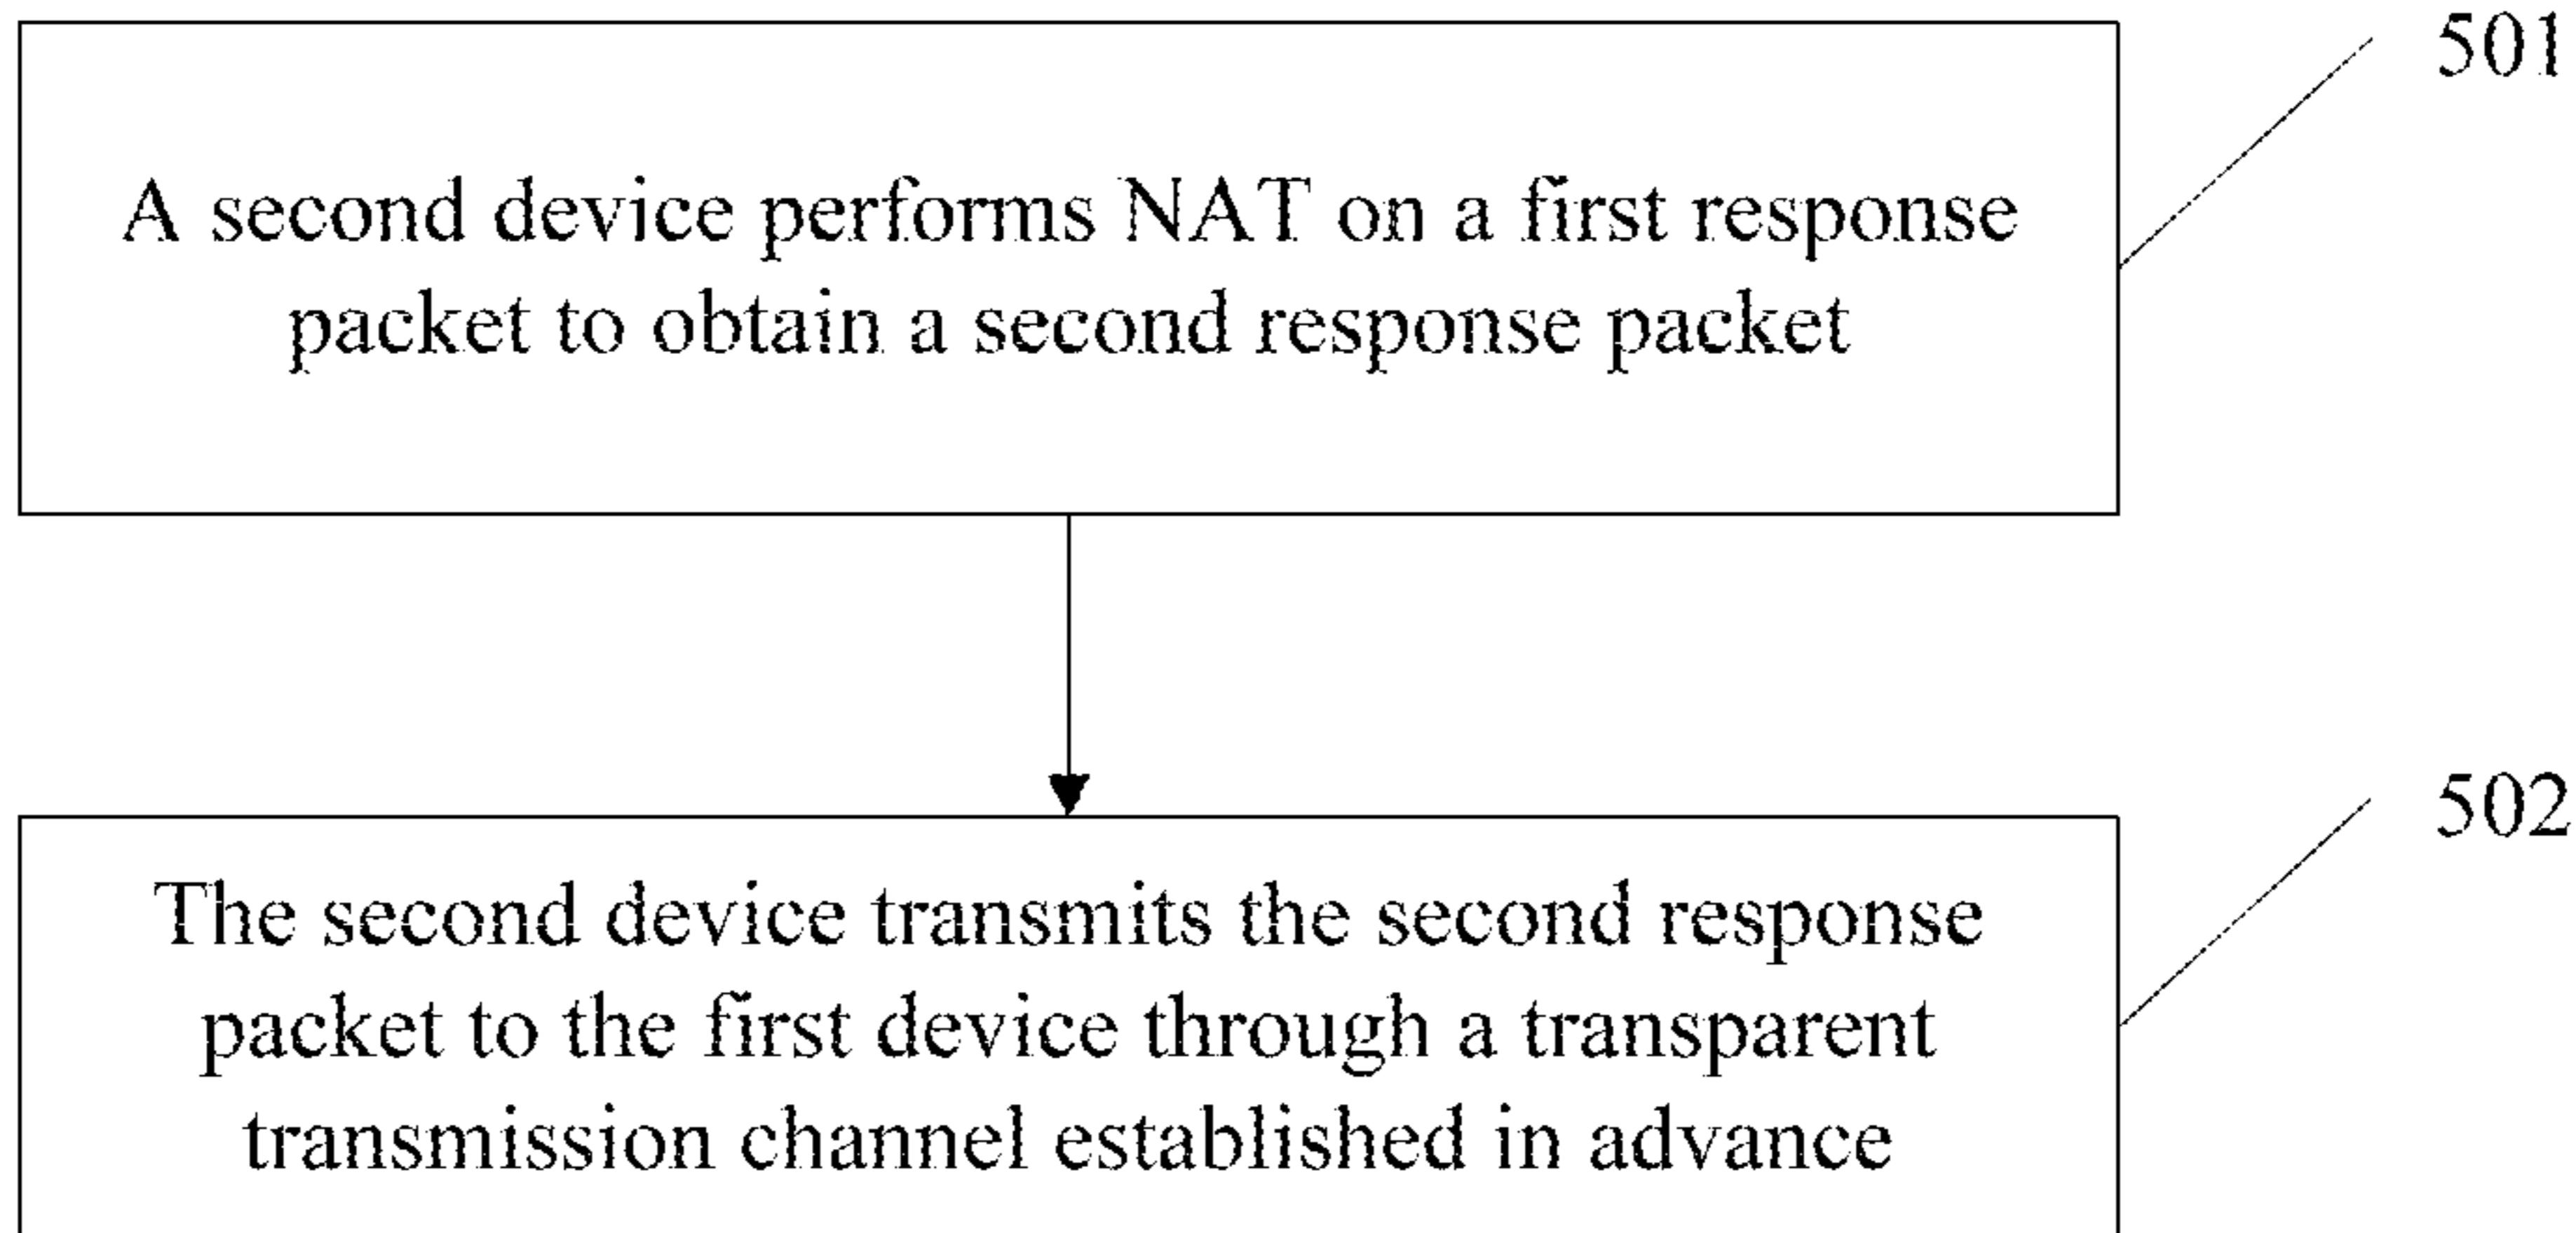 501
A second device performs NAT on a first response
packet to obtain a second response packet
502
The second device transmits the second response
packet to the first device through a transparent
transmission channel established in advance